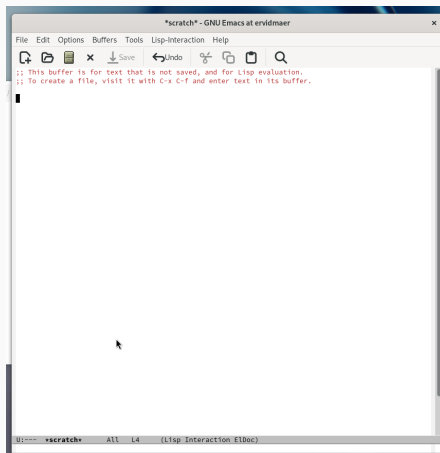 *scratch* - GNU Emacs at ervidmaer
File Edit Options Buffers Tools Lisp-Interaction Help
Save Undo
;; This buffer is for text that is not saved, and for Lisp evaluation.
;; To create a file, visit it with C-x C-f and enter text in its buffer.
U:--- *scratch* All L4 (Lisp Interaction ElDoc)